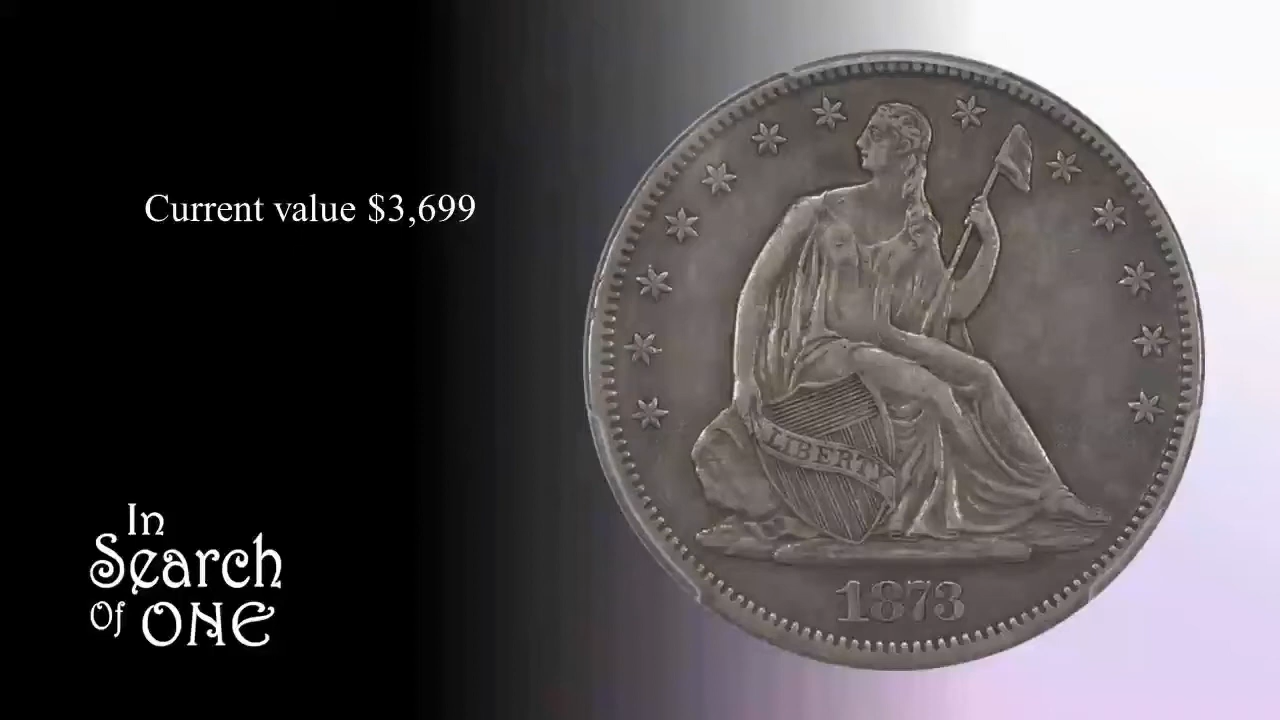 Current value $3,699
In
Search
Of ONE
LIBERTY
1873